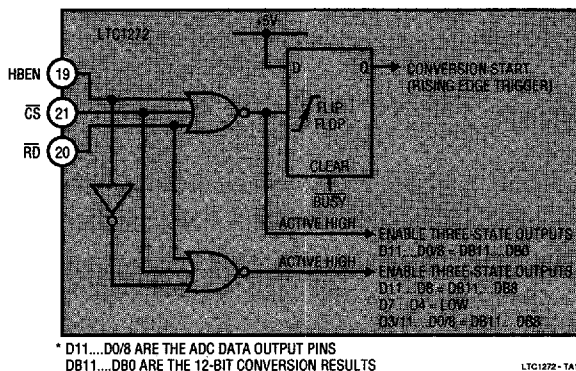 +5V
LTC1272
HBEN 19
CS 21
RD 20
D Q
FLIP
FLOP
CLEAR
BUSY
CONVERSION START
(RISING EDGE TRIGGER)
ACTIVE HIGH
ENABLE THREE-STATE OUTPUTS
D11....D0/8 = DB11....DB0
ACTIVE HIGH
ENABLE THREE-STATE OUTPUTS
D11....D8 = DB11....DB8
D7....D4 = LOW
D3/11....D0/8 = DB11....DB8
* D11....D0/8 ARE THE ADC DATA OUTPUT PINS
DB11....DB0 ARE THE 12-BIT CONVERSION RESULTS